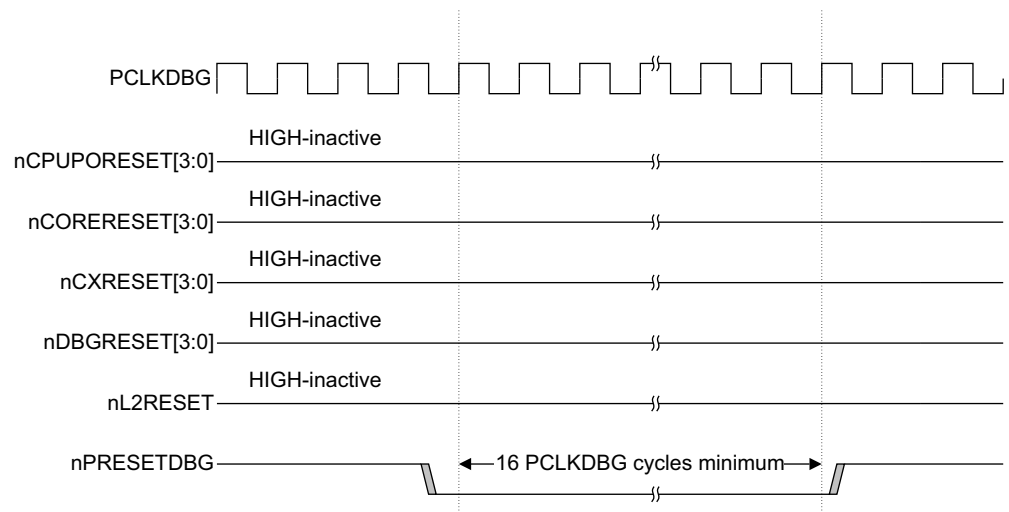 PCLKDBG
HIGH-inactive
nCPUPORESET[3:0]
HIGH-inactive
nCORERESET[3:0]
HIGH-inactive
nCXRESET[3:0]
HIGH-inactive
nDBGRESET[3:0]
HIGH-inactive
nL2RESET
nPRESETDBG
16 PCLKDBG cycles minimum